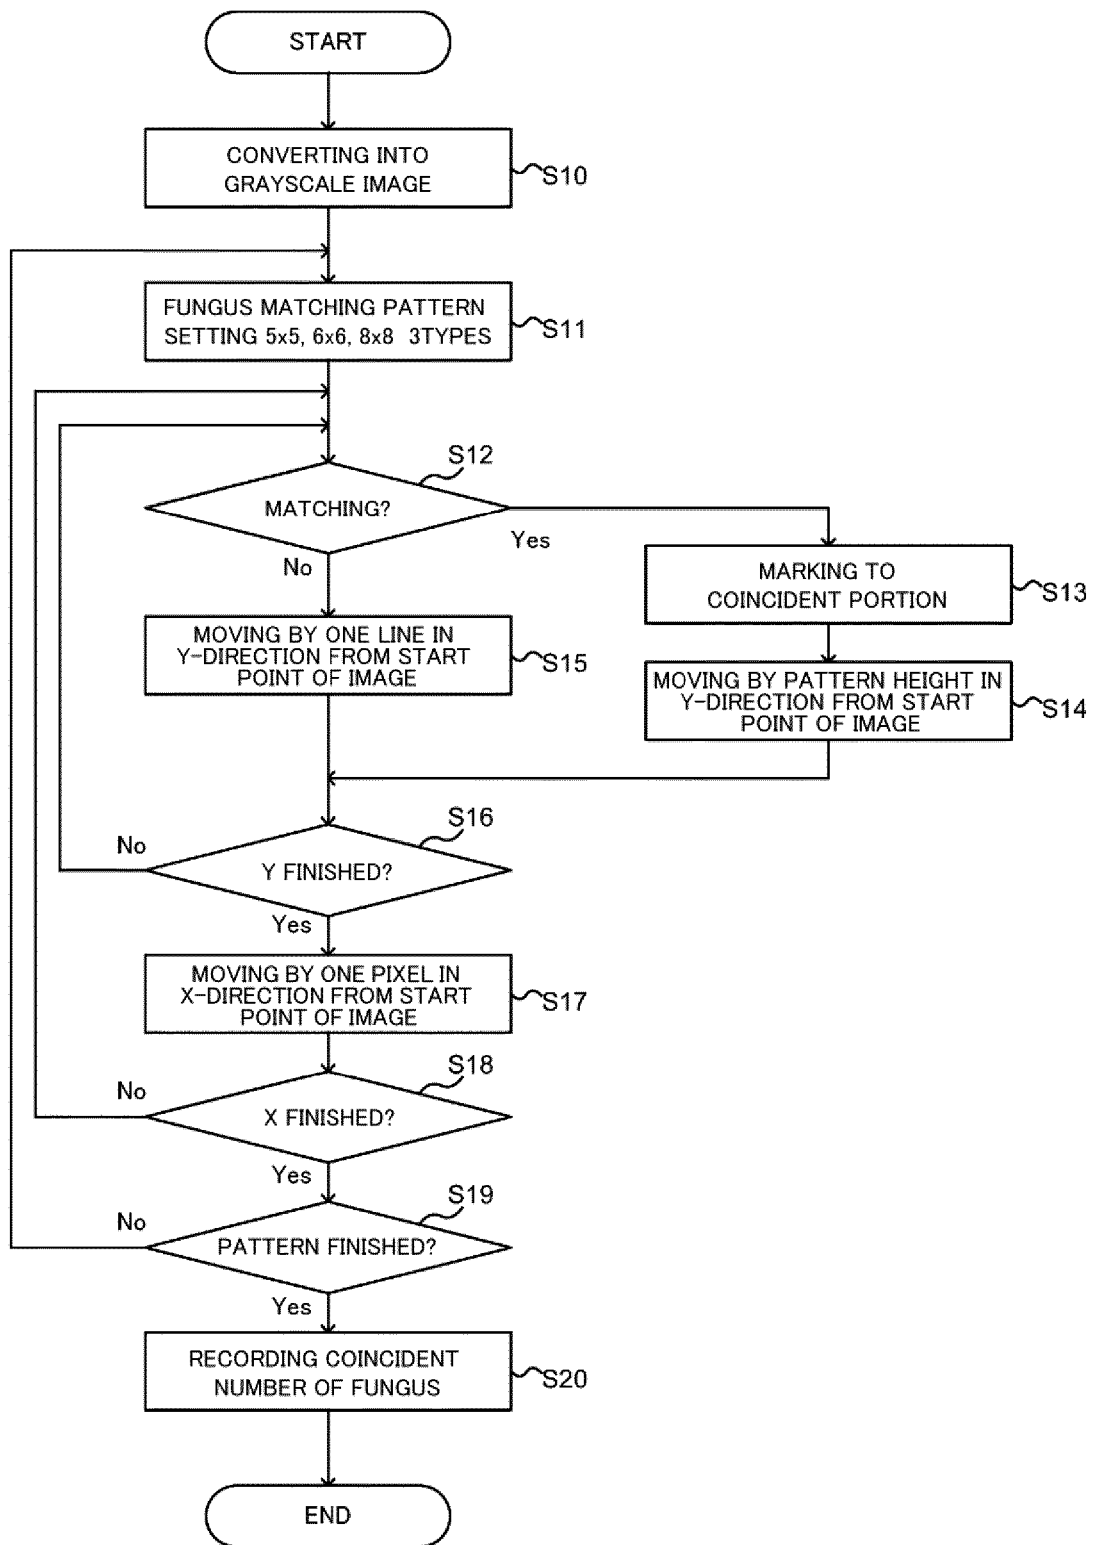 START
CONVERTING INTO
GRAYSCALE IMAGE
S10
FUNGUS MATCHING PATTERN
SETTING 5x5, 6x6, 8x8 3TYPES
S11
S12
MATCHING?
Yes
No
MARKING TO
COINCIDENT PORTION
S13
MOVING BY ONE LINE IN
Y-DIRECTION FROM START
POINT OF IMAGE
S15
MOVING BY PATTERN HEIGHT IN
Y-DIRECTION FROM START
POINT OF IMAGE
S14
S16
No
Y FINISHED?
Yes
MOVING BY ONE PIXEL IN
X-DIRECTION FROM START
POINT OF IMAGE
S17
S18
No
X FINISHED?
Yes
S19
No
PATTERN FINISHED?
Yes
RECORDING COINCIDENT
NUMBER OF FUNGUS
S20
END